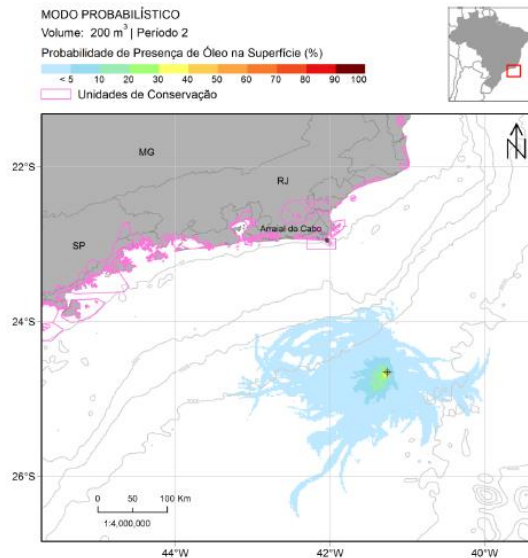 MODO PROBABILÍSTICO
Volume: 200 m³ | Período 2
Probabilidade de Presença de Óleo na Superfície (%)
< 5 10 20 30 40 50 60 70 80 90 100
Unidades de Conservação
N
22°S
MG
RJ
Arraial do Cabo
SP
24°S
26°S
0 50 100 Km
1:4,000,000
44°W 42°W 40°W